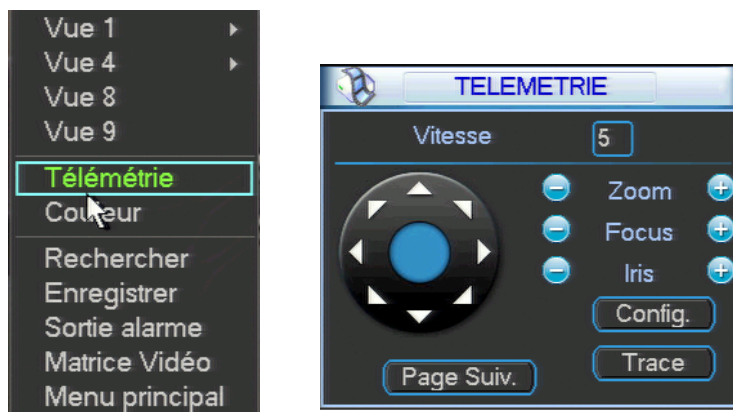 Vue 1
Vue 4
Vue 8
Vue 9
Télémétrie
Couleur
Rechercher
Enregistrer
Sortie alarme
Matrice Vidéo
Menu principal
TELEMETRIE
Vitesse 5
Zoom
Focus
Iris
Config.
Trace
Page Suiv.